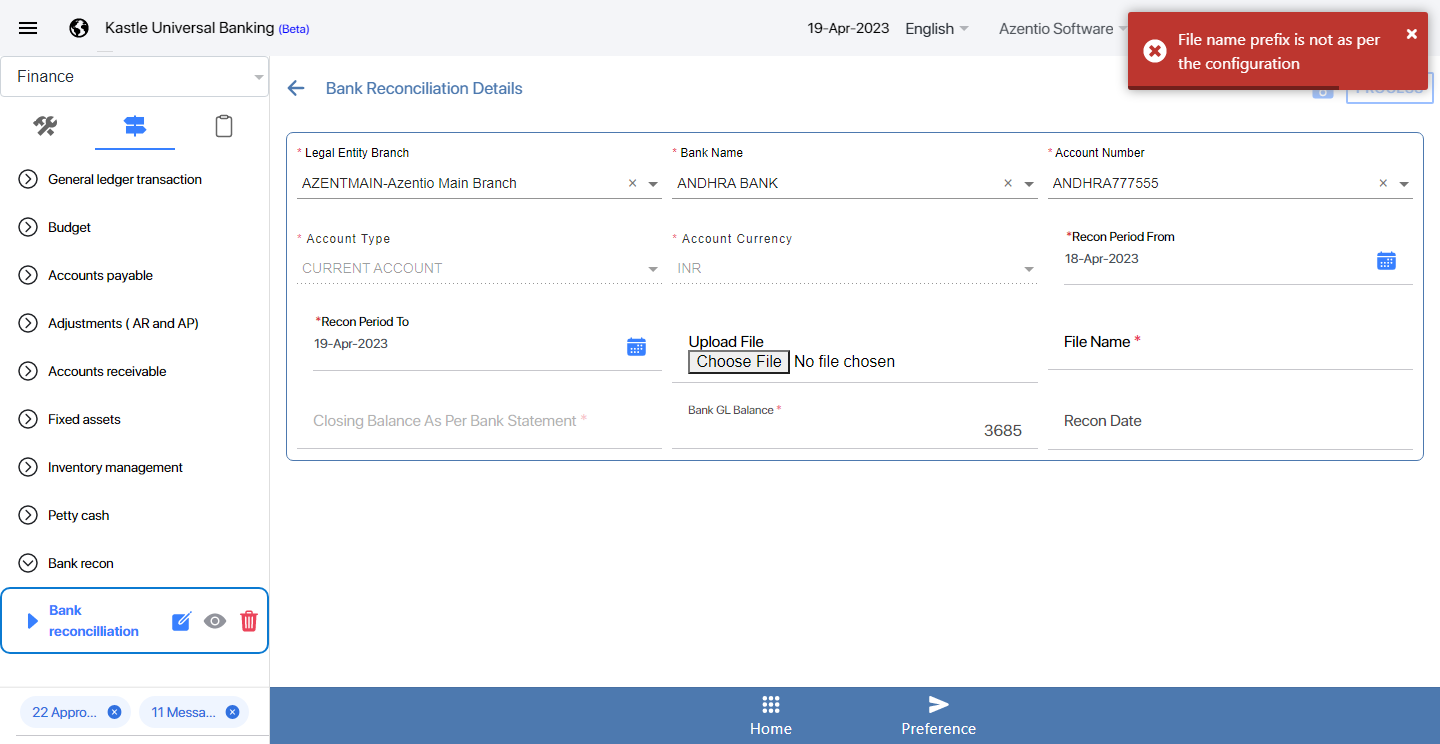 Kastle Universal Banking (Beta)
19-Apr-2023
English
Azentio Software
File name prefix is not as per
the configuration
Finance
Bank Reconciliation Details
General ledger transaction
Budget
Accounts payable
Adjustments ( AR and AP)
Accounts receivable
Fixed assets
Inventory management
Petty cash
Bank recon
Bank
reconcilliation
22 Appro...
11 Messa...
* Legal Entity Branch
AZENTMAIN-Azentio Main Branch
* Bank Name
ANDHRA BANK
* Account Number
ANDHRA777555
* Account Type
CURRENT ACCOUNT
* Account Currency
INR
*Recon Period From
18-Apr-2023
*Recon Period To
19-Apr-2023
Upload File
Choose File No file chosen
File Name *
Closing Balance As Per Bank Statement *
Bank GL Balance *
3685
Recon Date
Home
Preference